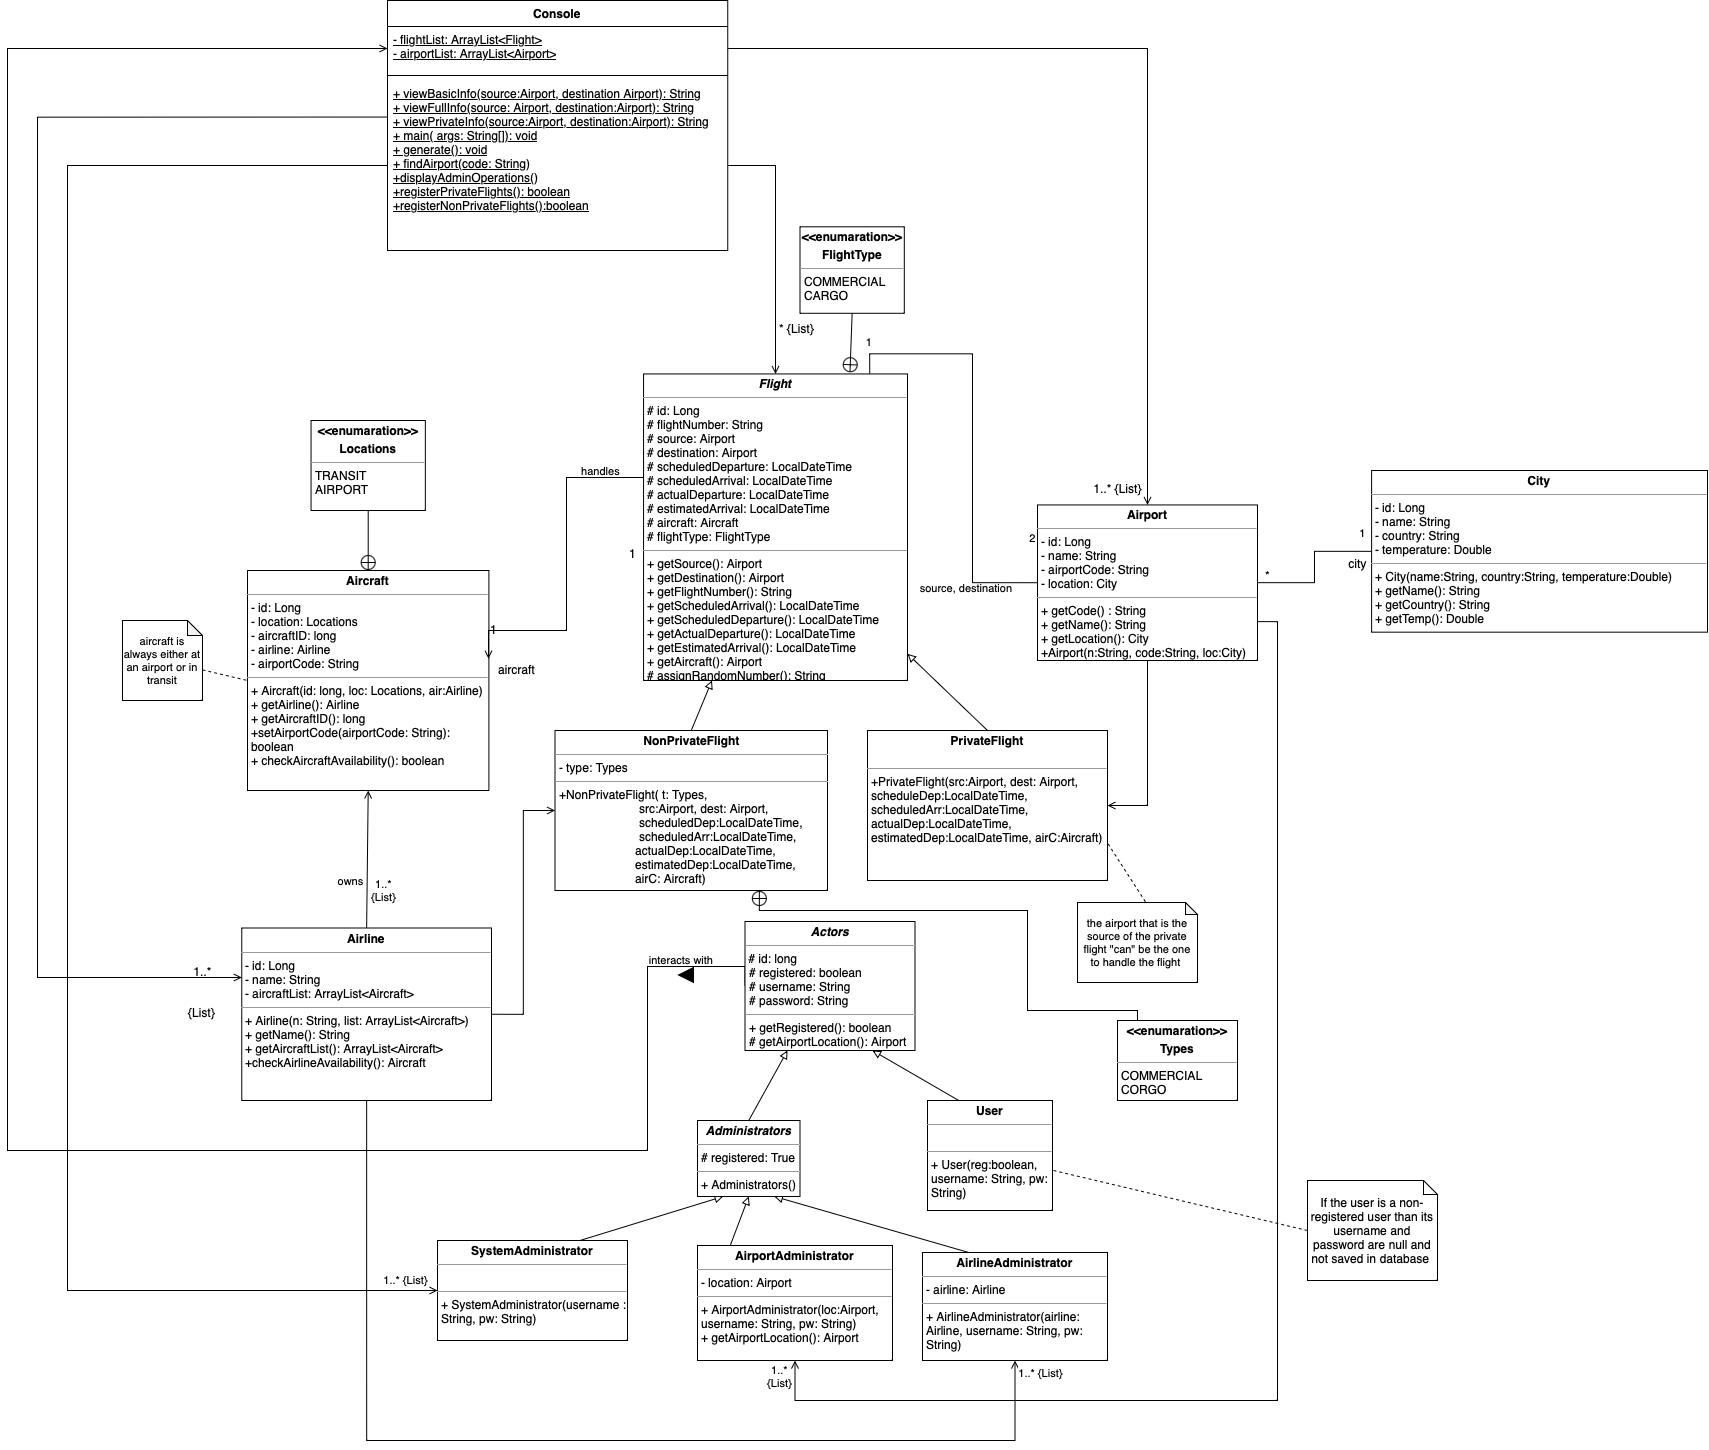 Console
- flightList: ArrayList<Flight>
- airportList: ArrayList<Airport>
+ viewBasicInfo(source:Airport, destination Airport): String
+ viewFullInfo(source: Airport, destination:Airport): String
+ viewPrivateInfo(source:Airport, destination:Airport): String
+ main( args: String[]): void
+ generate(): void
+ findAirport(code: String)
+displayAdminOperations()
+registerPrivateFlights(): boolean
+registerNonPrivateFlights():boolean
<<enumaration>>
FlightType
COMMERCIAL
CARGO
* {List}
1
Flight
# id: Long
# flightNumber: String
# source: Airport
# destination: Airport
# scheduledDeparture: LocalDateTime
# scheduledArrival: LocalDateTime
# actualDeparture: LocalDateTime
# estimatedArrival: LocalDateTime
# aircraft: Aircraft
# flightType: FlightType
+ getSource(): Airport
+ getDestination(): Airport
+ getFlightNumber(): String
+ getScheduledArrival(): LocalDateTime
+ getScheduledDeparture(): LocalDateTime
+ getActualDeparture(): LocalDateTime
+ getEstimatedArrival(): LocalDateTime
+ getAircraft(): Airport
# assignRandomNumber(): String
<<enumaration>>
Locations
TRANSIT
AIRPORT
handles
1
1
aircraft
Aircraft
- id: Long
- location: Locations
- aircraftID: long
- airline: Airline
- airportCode: String
+ Aircraft(id: long, loc: Locations, air:Airline)
+ getAirline(): Airline
+ getAircraftID(): long
+setAirportCode(airportCode: String):
boolean
+ checkAircraftAvailability(): boolean
aircraft is
always either at
an airport or in
transit
1..* {List}
2
source, destination
Airport
- id: Long
- name: String
- airportCode: String
- location: City
+ getCode() : String
+ getName(): String
+ getLocation(): City
+Airport(n:String, code:String, loc:City)
*
1
city
City
- id: Long
- name: String
- country: String
- temperature: Double
+ City(name:String, country:String, temperature:Double)
+ getName(): String
+ getCountry(): String
+ getTemp(): Double
NonPrivateFlight
- type: Types
+NonPrivateFlight( t: Types,
src:Airport, dest: Airport,
scheduledDep:LocalDateTime,
scheduledArr:LocalDateTime,
actualDep:LocalDateTime,
estimatedDep:LocalDateTime,
airC: Aircraft)
PrivateFlight
+PrivateFlight(src:Airport, dest: Airport,
scheduleDep:LocalDateTime,
scheduledArr:LocalDateTime,
actualDep:LocalDateTime,
estimatedDep:LocalDateTime, airC:Aircraft)
the airport that is the
source of the private
flight "can" be the one
to handle the flight
owns
1..*
{List}
1..*
{List}
Airline
- id: Long
- name: String
- aircraftList: ArrayList<Aircraft>
+ Airline(n: String, list: ArrayList<Aircraft>)
+ getName(): String
+ getAircraftList(): ArrayList<Aircraft>
+checkAirlineAvailability(): Aircraft
interacts with
Actors
# id: long
# registered: boolean
# username: String
# password: String
+ getRegistered(): boolean
# getAirportLocation(): Airport
<<enumaration>>
Types
COMMERCIAL
CORGO
Administrators
# registered: True
+ Administrators()
User
+ User(reg:boolean,
username: String, pw:
String)
If the user is a non-
registered user than its
username and
password are null and
not saved in database
1..* {List}
SystemAdministrator
+ SystemAdministrator(username :
String, pw: String)
AirportAdministrator
- location: Airport
+ AirportAdministrator(loc:Airport,
username: String, pw: String)
+ getAirportLocation(): Airport
AirlineAdministrator
- airline: Airline
+ AirlineAdministrator(airline:
Airline, username: String, pw:
String)
1..*
{List}
1..* {List}